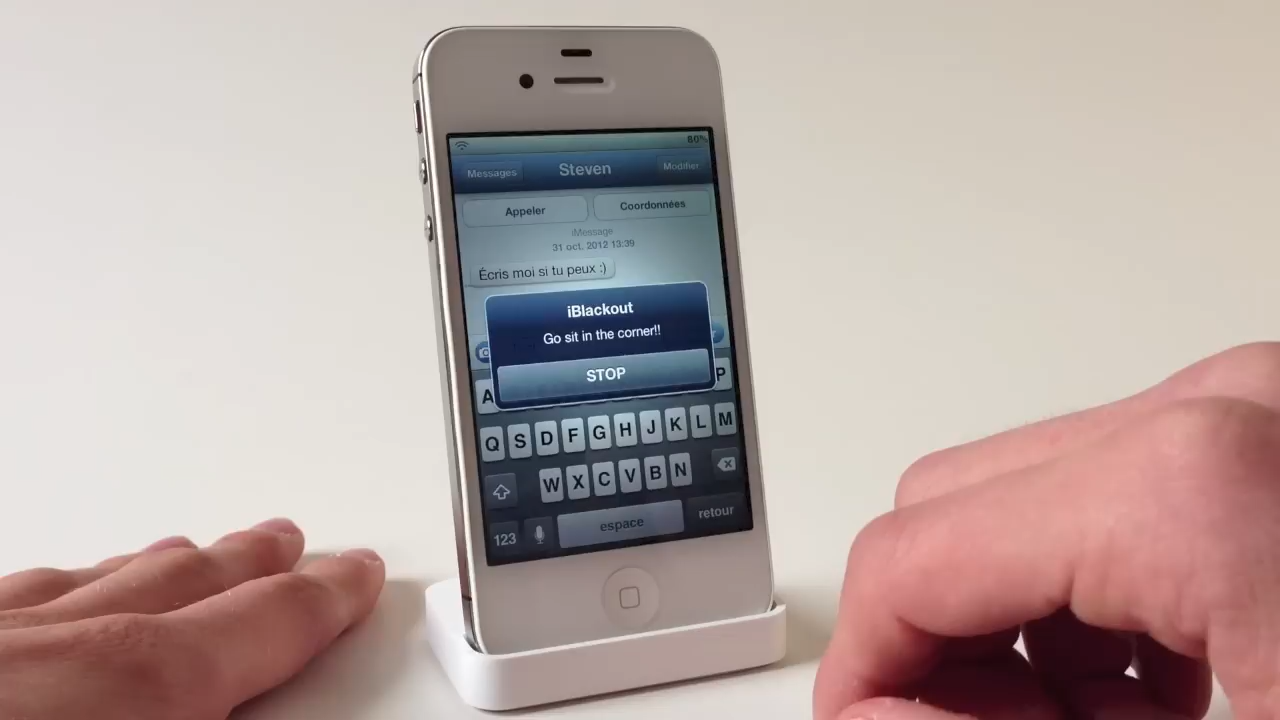 80%
Messages Steven Modifier
Appeler Coordonnées
iMessage
31 oct. 2012 13:39
Écris moi si tu peux :)
iBlackout
Go sit in the corner!!
STOP
A P
Q S D F G H J K L M
W X C V B N
123 espace retour